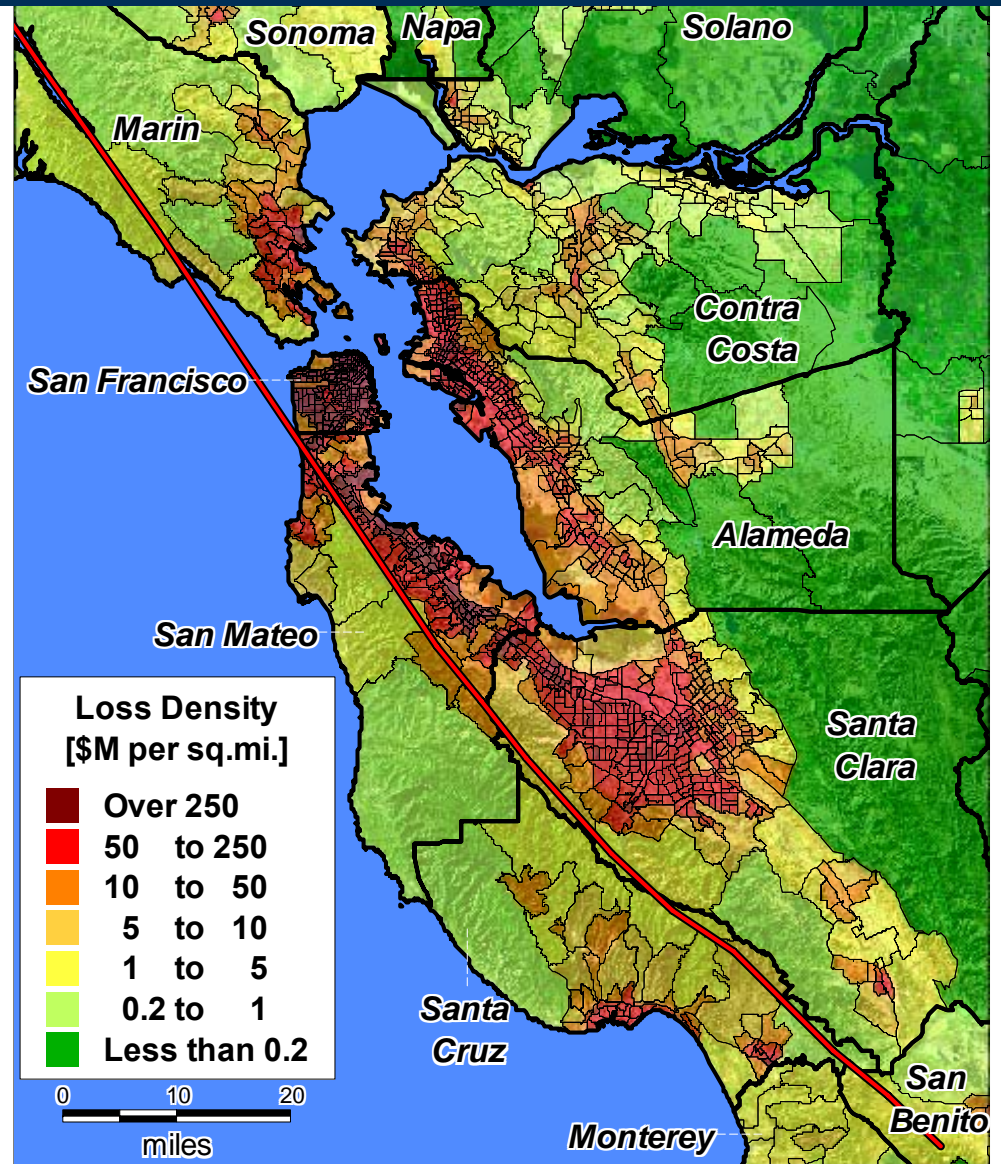 Sonoma
Napa
Solano
Marin
Contra
Costa
San Francisco
Alameda
San Mateo
Santa
Clara
Loss Density
[$M per sq.mi.]
Over 250
50 to 250
10 to 50
5 to 10
1 to 5
0.2 to 1
Less than 0.2
Santa
Cruz
San
Benito
Monterey
0 10 20
miles